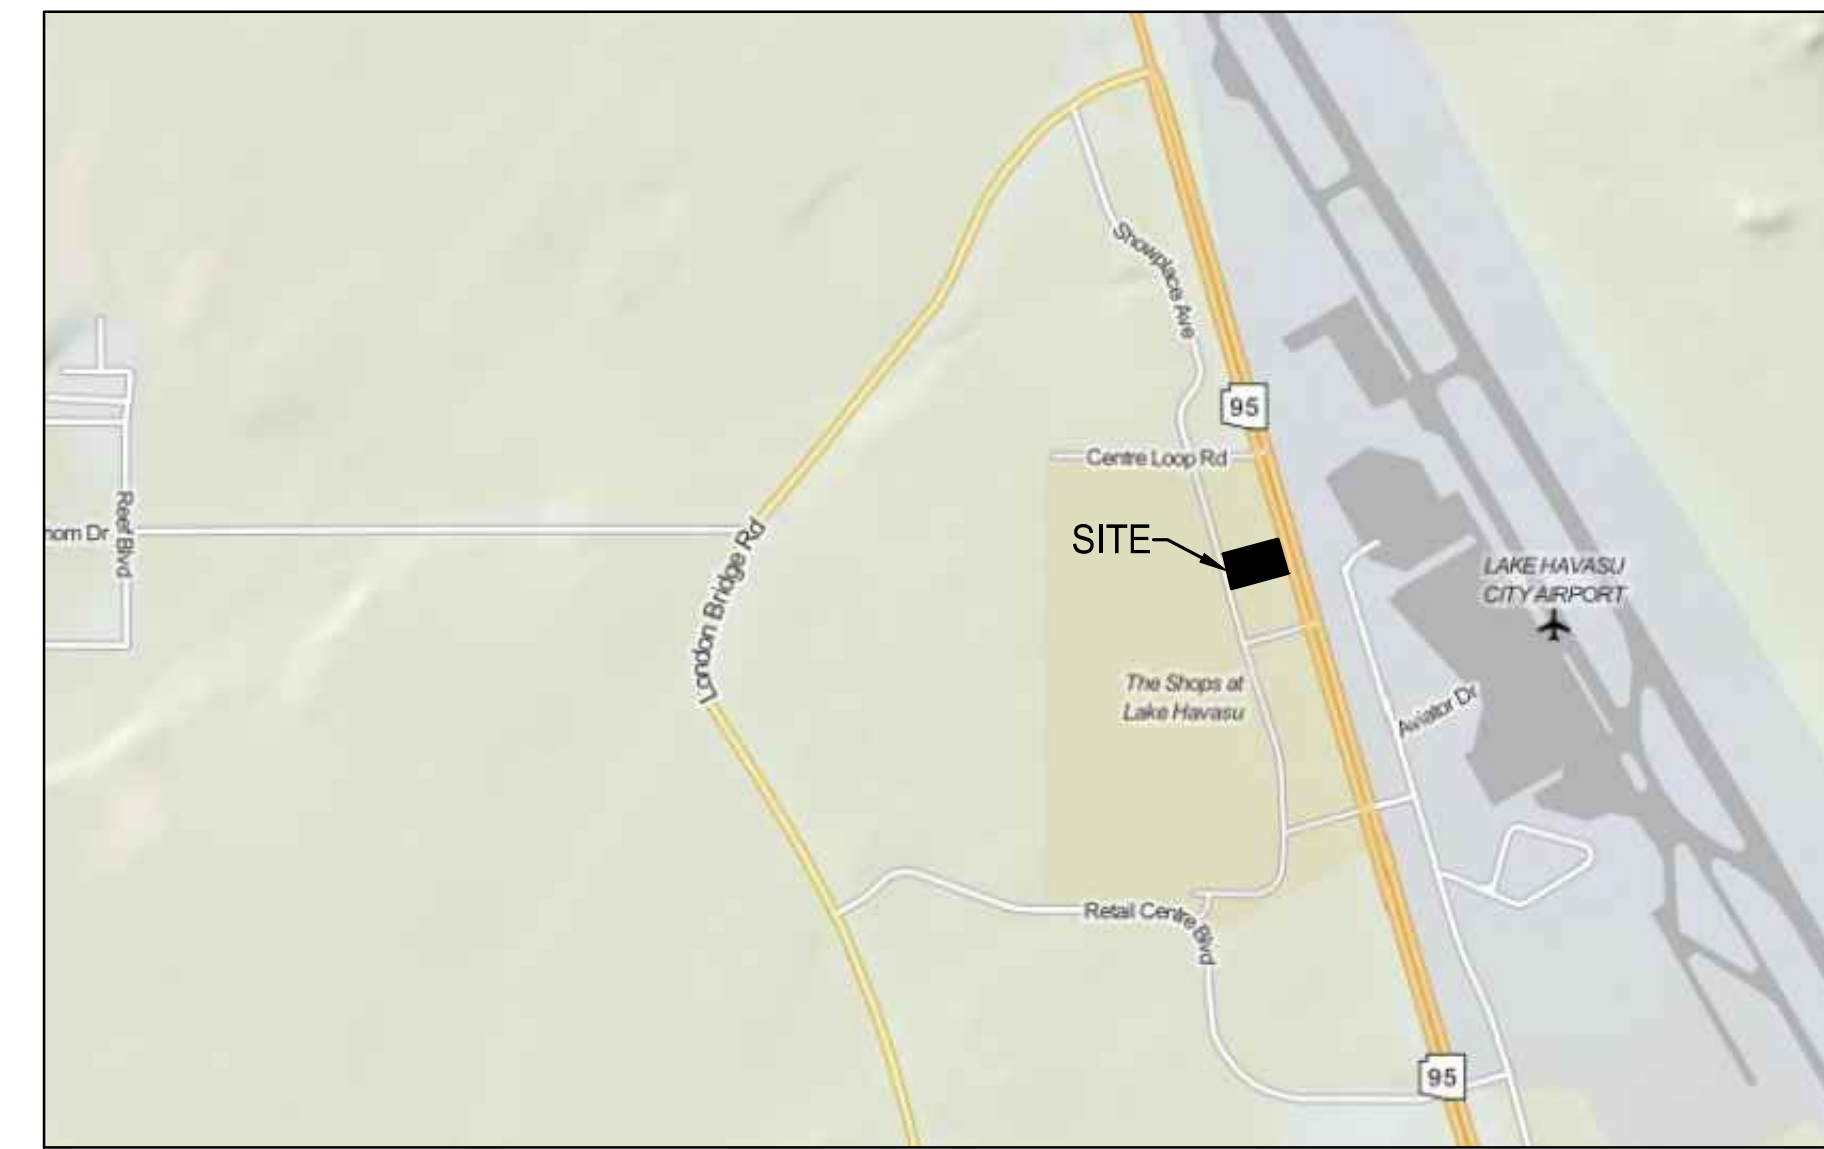 Showplace Ave
95
Centre Loop Rd
horn Dr
Reef Blvd
London Bridge Rd
SITE
LAKE HAVASU
CITY AIRPORT
The Shops at
Lake Havasu
Aviator Dr
Retail Centre Blvd
95